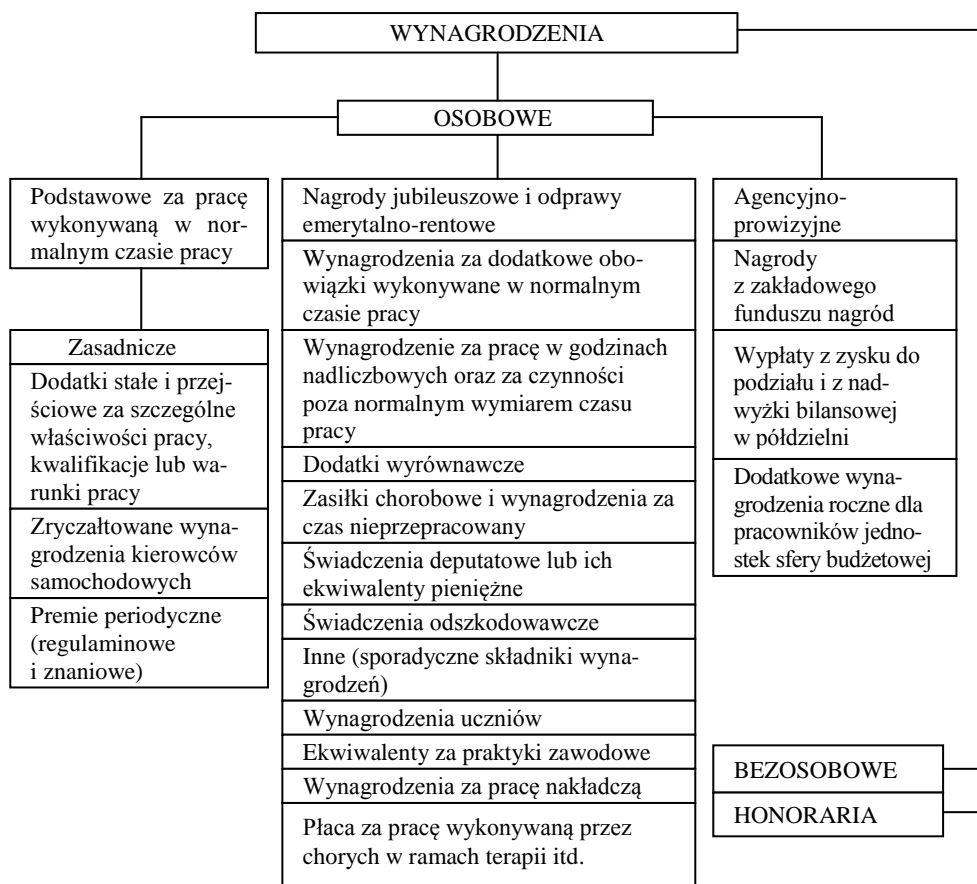 WYNAGRODZENIA
OSOBOWE
Podstawowe za pracę
wykonywaną w nor-
malnym czasie pracy
Zasadnicze
Dodatki stałe i przej-
ściowe za szczególne
właściwości pracy,
kwalifikacje lub wa-
runki pracy
Zryczałtowane wyna-
grodzenia kierowców
samochodowych
Premie periodyczne
(regulaminowe
i znaniowe)
Nagrody jubileuszowe i odprawy
emerytalno-rentowe
Wynagrodzenia za dodatkowe obo-
wiązki wykonywane w normalnym
czasie pracy
Wynagrodzenie za pracę w godzinach
nadliczbowych oraz za czynności
poza normalnym wymiarem czasu
pracy
Dodatki wyrównawcze
Zasiłki chorobowe i wynagrodzenia za
czas nieprzepracowany
Świadczenia deputatowe lub ich
ekwiwalenty pieniężne
Świadczenia odszkodowawcze
Inne (sporadyczne składniki wyna-
grodzeń)
Wynagrodzenia uczniów
Ekwiwalenty za praktyki zawodowe
Wynagrodzenia za pracę nakładczą
Płaca za pracę wykonywaną przez
chorych w ramach terapii itd.
Agencyjno-
prowizyjne
Nagrody
z zakładowego
funduszu nagród
Wypłaty z zysku do
podziału i z nad-
wyżki bilansowej
w półdzielni
Dodatkowe wyna-
grodzenia roczne dla
pracowników jedno-
stek sfery budżetowej
BEZOSOBOWE
HONORARIA